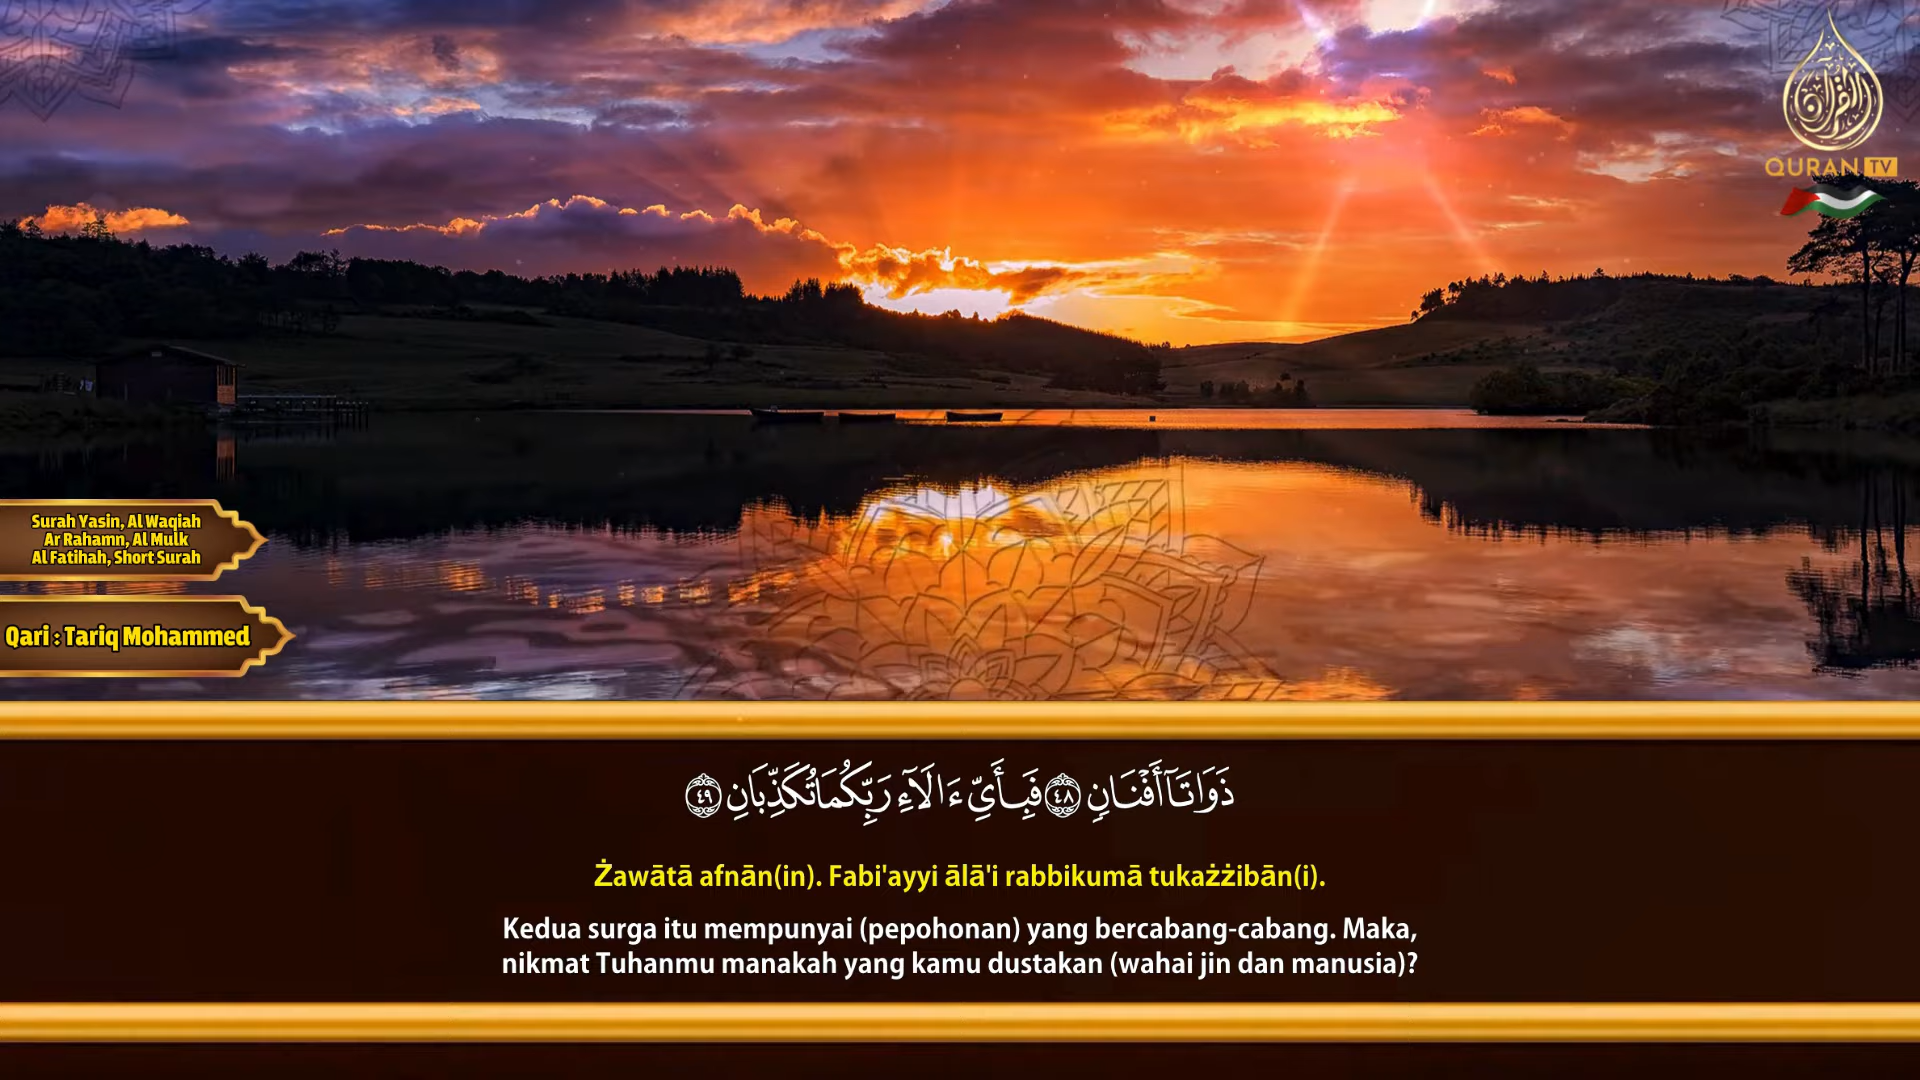 القرآن
QURAN TV
Surah Yasin, Al Waqiah
Ar Rahamn, Al Mulk
Al Fatihah, Short Surah
Qari : Tariq Mohammed
ذَوَاتَآ أَفْنَانٍ ٤٨ فَبِأَىِّ ءَالَآءِ رَبِّكُمَا تُكَذِّبَانِ ٤٩
Żawātā afnān(in). Fabi'ayyi ālā'i rabbikumā tukażżibān(i).
Kedua surga itu mempunyai (pepohonan) yang bercabang-cabang. Maka,
nikmat Tuhanmu manakah yang kamu dustakan (wahai jin dan manusia)?